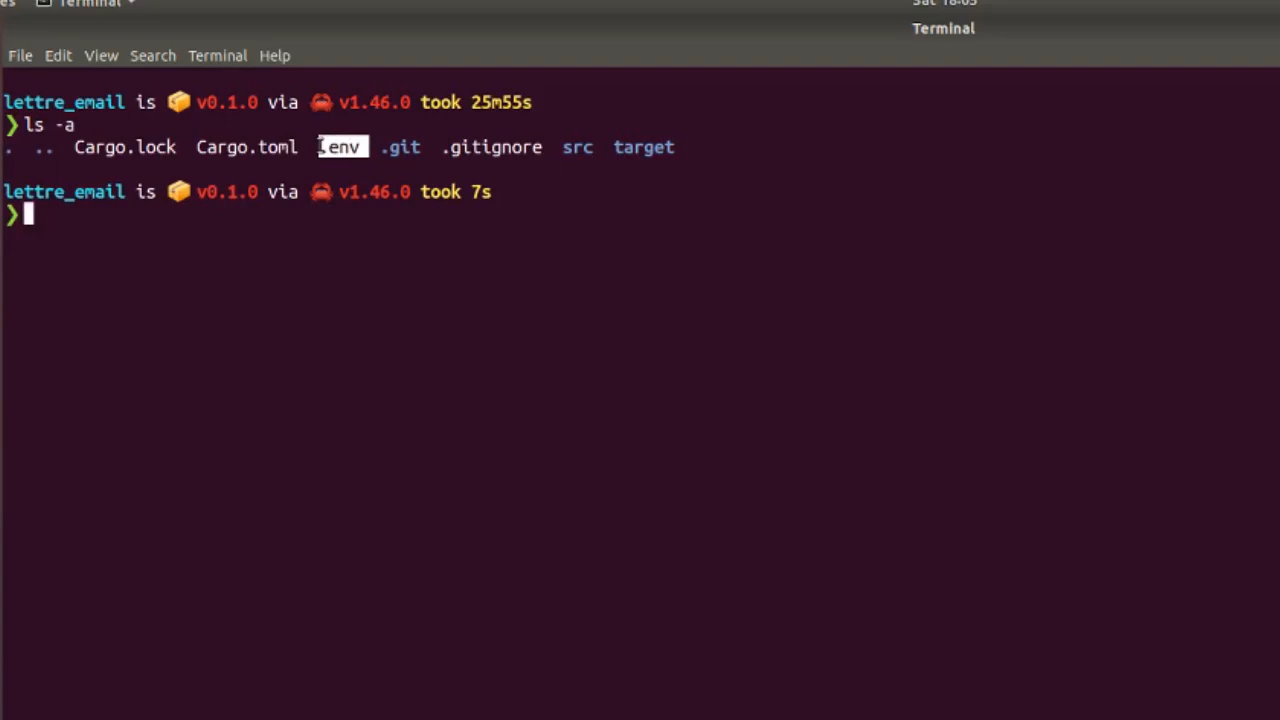 Terminal
Terminal
File Edit View Search Terminal Help
lettre_email is v0.1.0 via v1.46.0 took 25m55s
❯ls -a
. .. Cargo.lock Cargo.toml .env .git .gitignore src target
lettre_email is v0.1.0 via v1.46.0 took 7s
❯